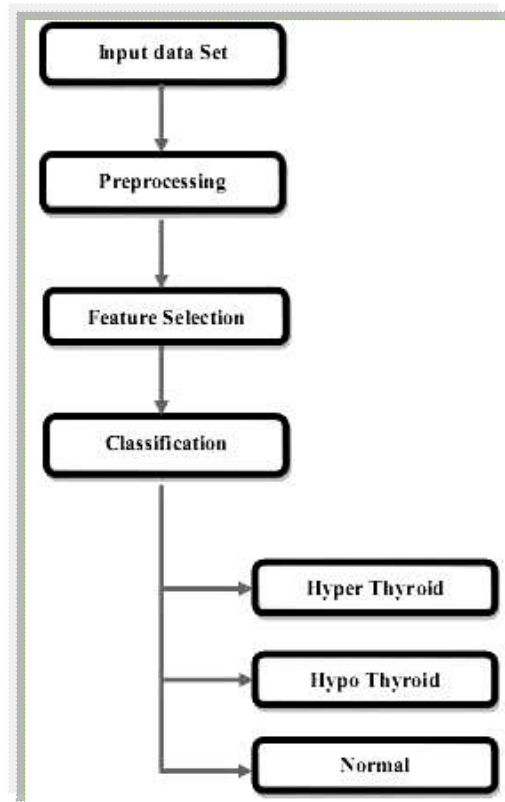 Input data Set
Preprocessing
Feature Selection
Classification
Hyper Thyroid
Hypo Thyroid
Normal